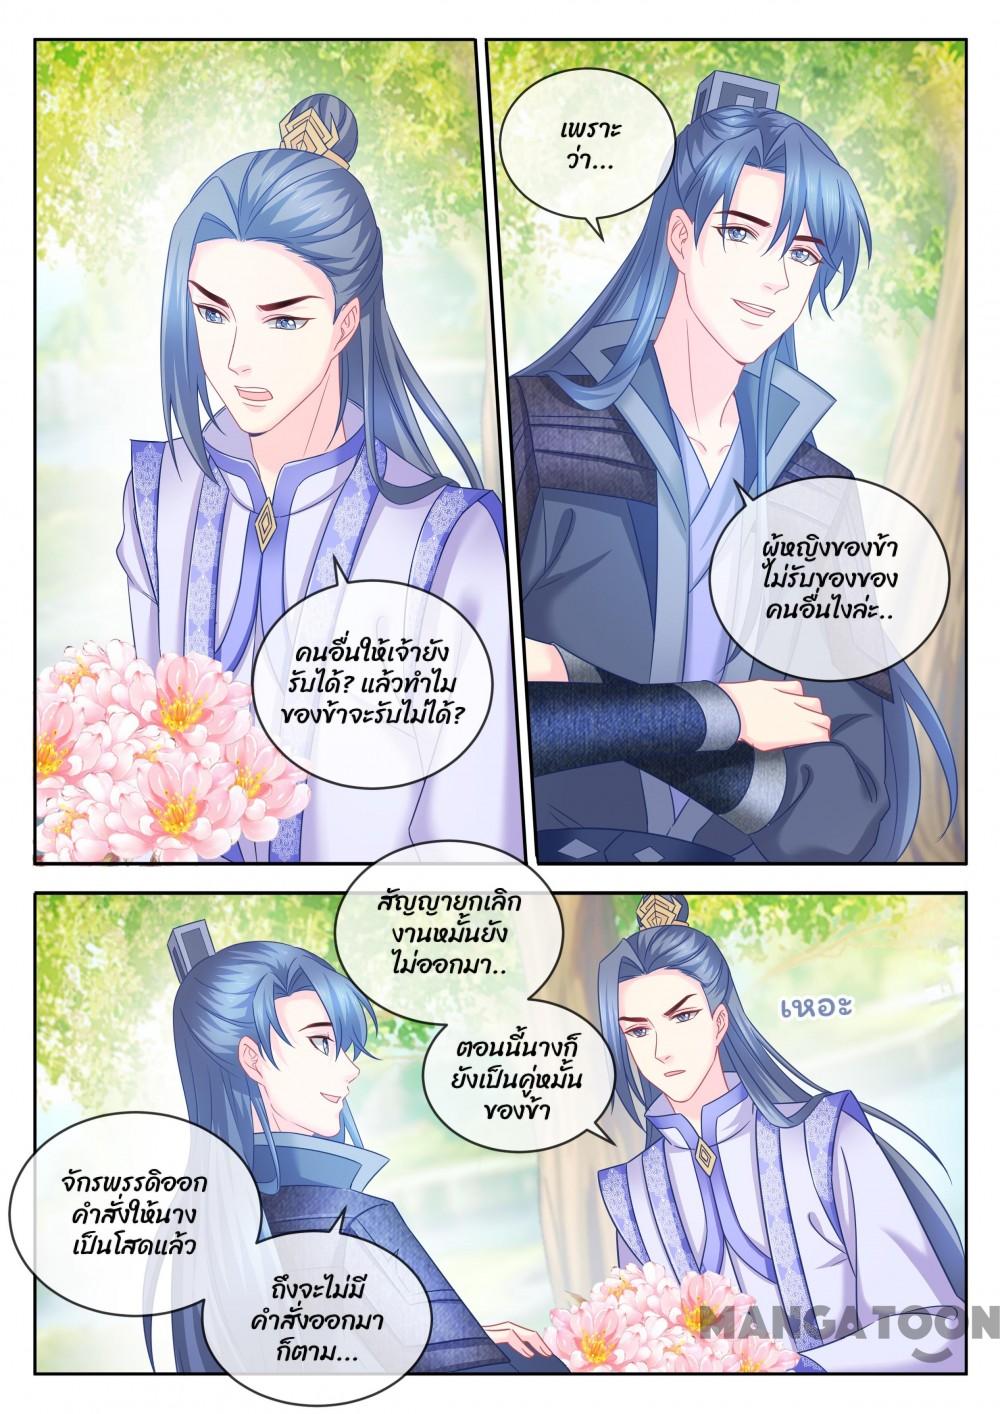 คนอื่นให้เจ้ายัง
รับได้? แล้วทำไม
ของข้าจะรับไม่ได้?
เพราะ
ว่า...
ผู้หญิงของข้า
ไม่รับของของ
คนอื่นไงล่ะ..
สัญญายกเลิก
งานหมั้นยัง
ไม่ออกมา..
ตอนนี้นางก็
ยังเป็นคู่หมั้น
ของข้า
เหอะ
จักรพรรดิออก
คำสั่งให้นาง
เป็นโสดแล้ว
ถึงจะไม่มี
คำสั่งออกมา
ก็ตาม...
MANGATOON